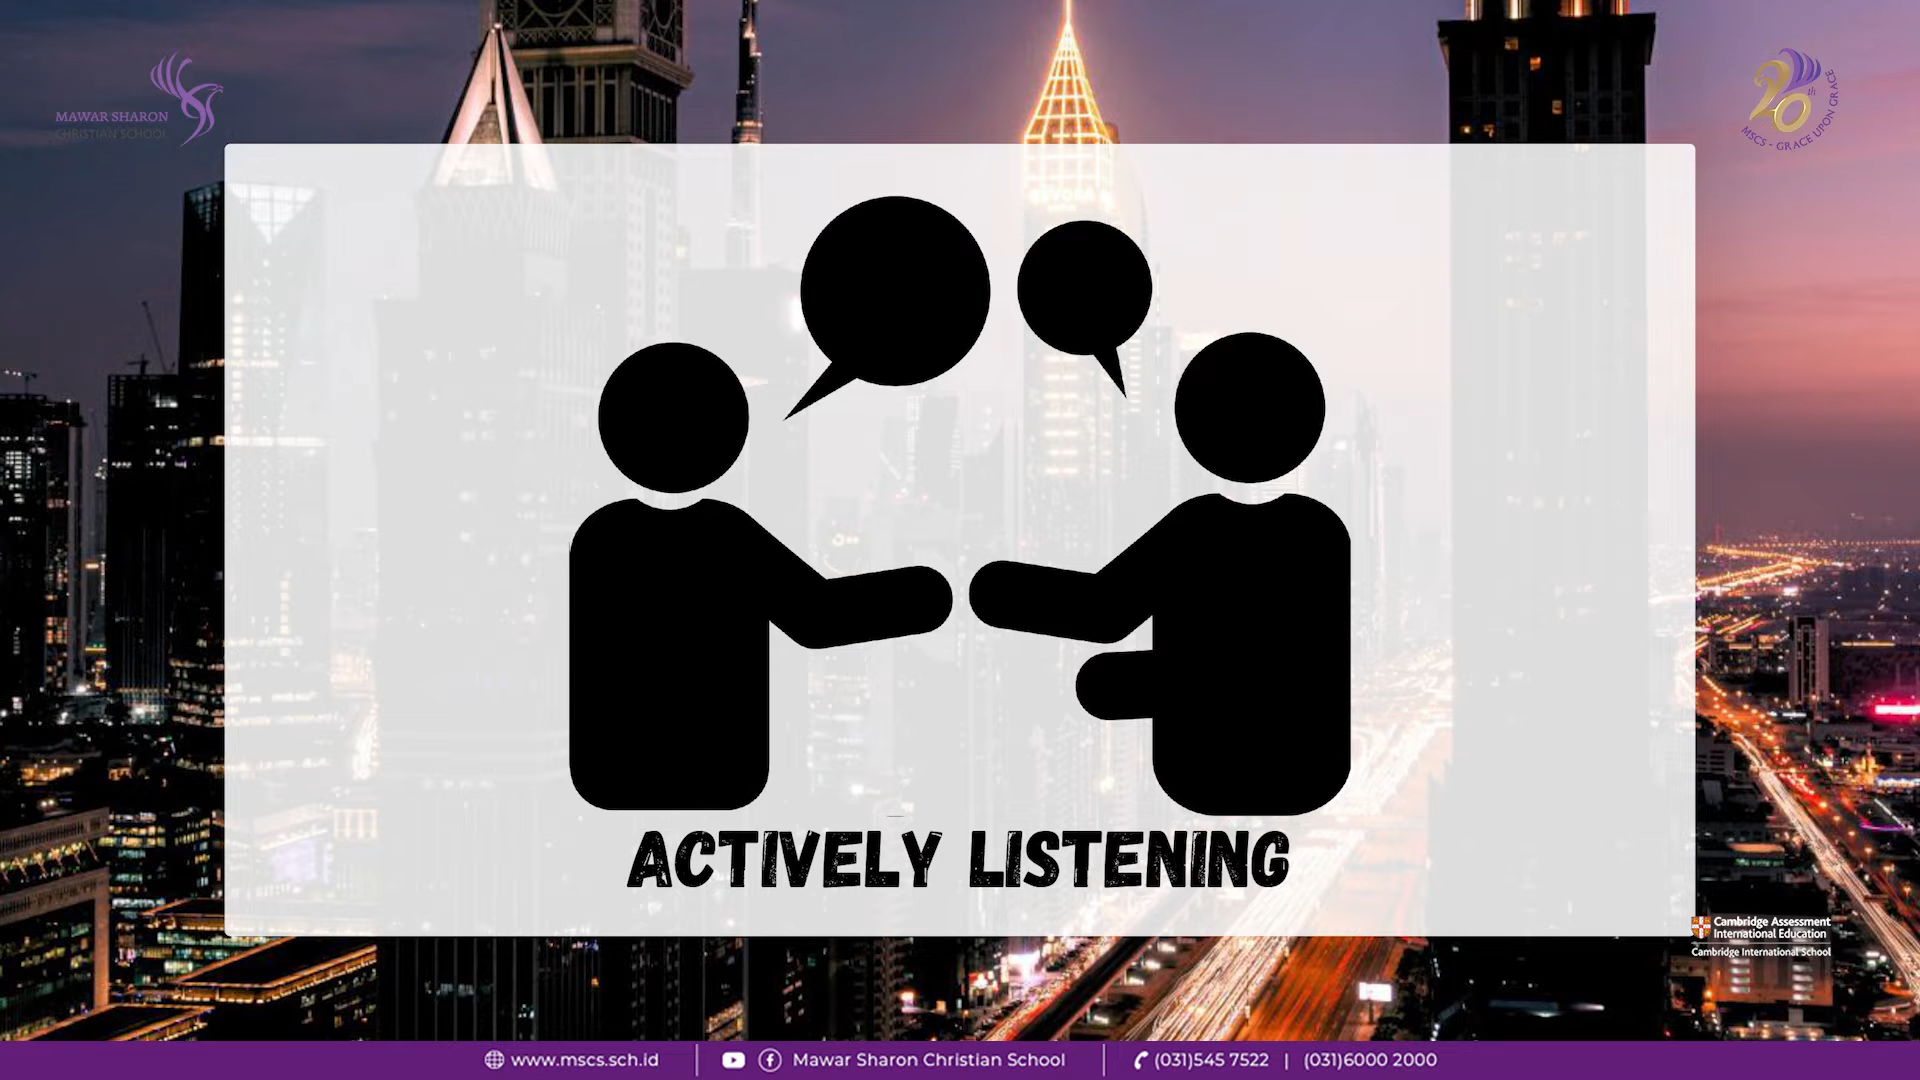 MAWAR SHARON
CHRISTIAN SCHOOL
20th
MSCS - GRACE UPON GRACE
ACTIVELY LISTENING
Cambridge Assessment
International Education
Cambridge International School
www.mscs.sch.id
Mawar Sharon Christian School
(031)545 7522 | (031)6000 2000